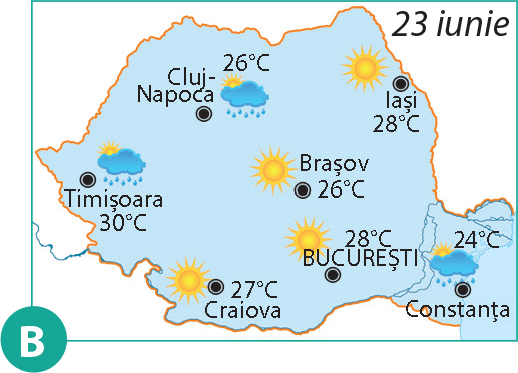 23 iunie
26°C
Cluj-
Napoca
Iași
28°C
Brașov
26°C
Timișoara
30°C
28°C
BUCUREȘTI
24°C
27°C
Craiova
Constanța
B